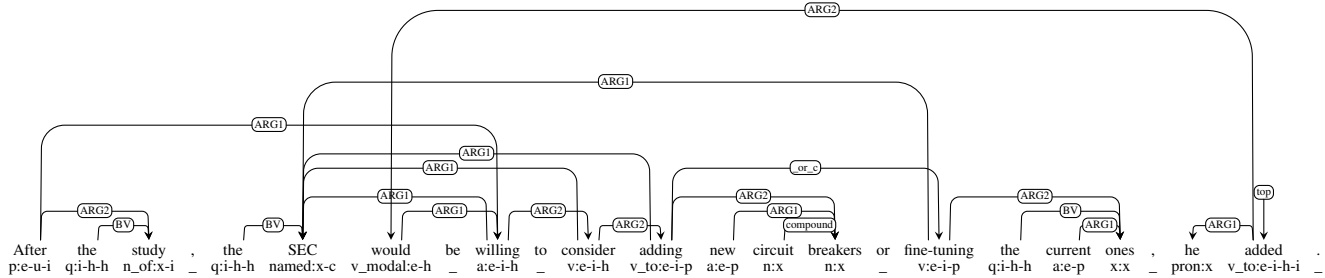 ARG2
ARG1
ARG1
ARG1
ARG1 _or_c
ARG1 top
ARG2 ARG1 ARG2 ARG2 ARG2
BV BV ARG2 ARG1 compound BV ARG1 ARG1
After the study , the SEC would be willing to consider adding new circuit breakers or fine-tuning the current ones , he added .
p:e-u-i q:i-h-h n_of:x-i _ q:i-h-h named:x-c v_modal:e-h _ a:e-i-h _ v:e-i-h v_to:e-i-p a:e-p n:x n:x _ v:e-i-p q:i-h-h a:e-p x:x _ pron:x v_to:e-i-h-i _